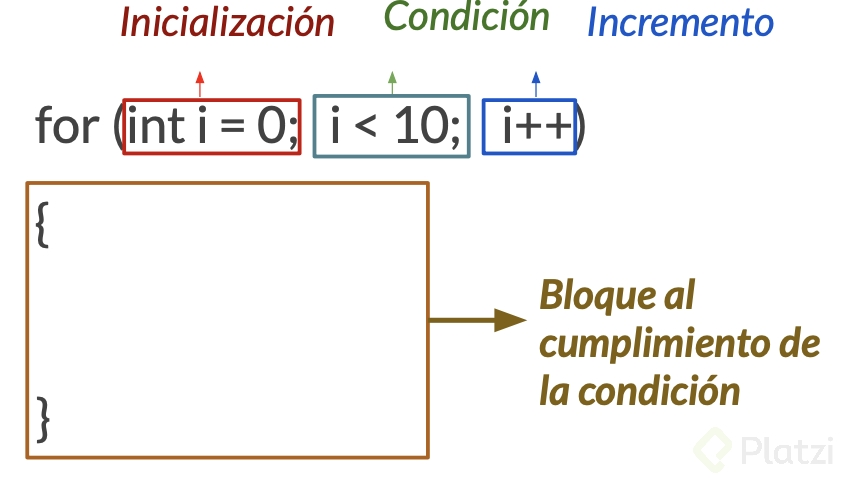 Inicialización Condición Incremento
for (int i = 0; i < 10; i++)
{
Bloque al
cumplimiento de
la condición
}
Platzi